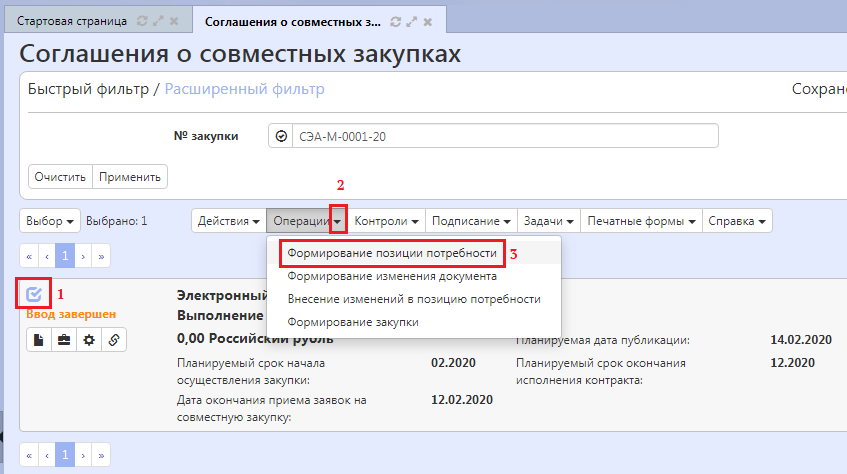 Стартовая страница
Соглашения о совместных з...
Соглашения о совместных закупках
Быстрый фильтр / Расширенный фильтр
Сохране
№ закупки
СЭА-М-0001-20
Очистить
Применить
2
Выбор
Выбрано: 1
Действия
Операции
Контроли
Подписание
Задачи
Печатные формы
Справка
« ‹ 1 › »
Формирование позиции потребности
3
Формирование изменения документа
Внесение изменений в позицию потребности
Формирование закупки
1
Ввод завершен
Электронный
Выполнение
0,00 Российский рубль
Планируемая дата публикации:
14.02.2020
Планируемый срок начала
осуществления закупки:
02.2020
Планируемый срок окончания
исполнения контракта:
12.2020
Дата окончания приема заявок на
совместную закупку:
12.02.2020
« ‹ 1 › »